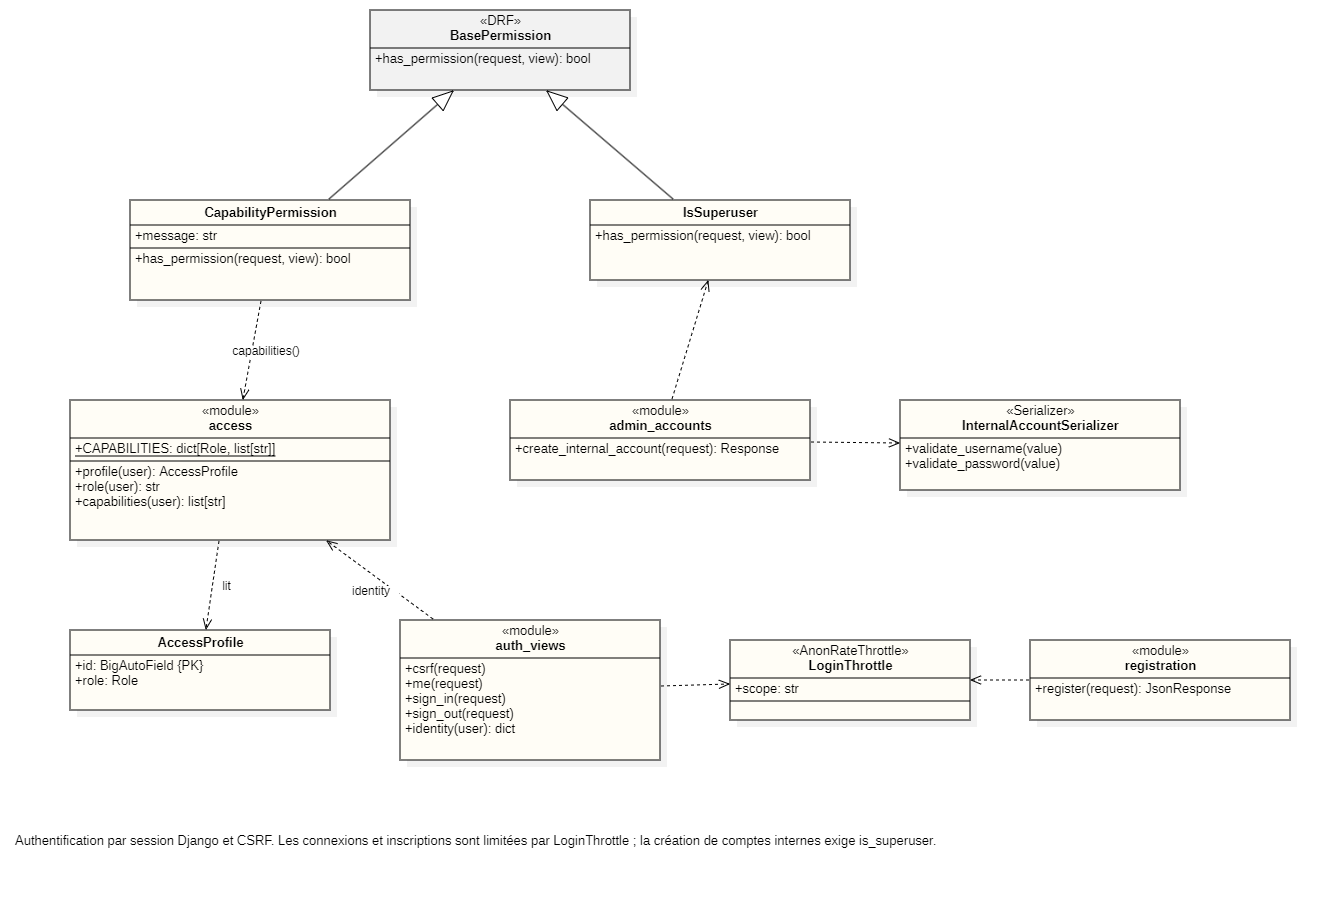 «DRF»
BasePermission
+has_permission(request, view): bool
CapabilityPermission
+message: str
+has_permission(request, view): bool
IsSuperuser
+has_permission(request, view): bool
capabilities()
«module»
access
+CAPABILITIES: dict[Role, list[str]]
+profile(user): AccessProfile
+role(user): str
+capabilities(user): list[str]
«module»
admin_accounts
+create_internal_account(request): Response
«Serializer»
InternalAccountSerializer
+validate_username(value)
+validate_password(value)
lit
identity
AccessProfile
+id: BigAutoField {PK}
+role: Role
«module»
auth_views
+csrf(request)
+me(request)
+sign_in(request)
+sign_out(request)
+identity(user): dict
«AnonRateThrottle»
LoginThrottle
+scope: str
«module»
registration
+register(request): JsonResponse
Authentification par session Django et CSRF. Les connexions et inscriptions sont limitées par LoginThrottle ; la création de comptes internes exige is_superuser.